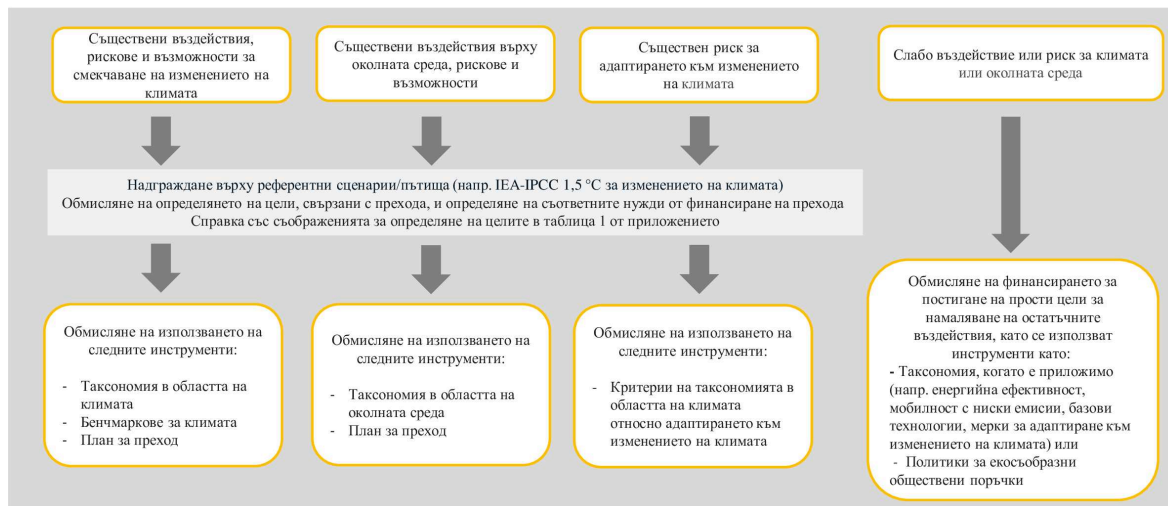 Съществени въздействия,
рискове и възможности за
смекчаване на изменението на
климата
Съществени въздействия върху
околната среда, рискове и
възможности
Съществен риск за
адаптирането към изменението
на климата
Слабо въздействие или риск за климата
или околната среда
Надграждане върху референтни сценарии/пътища (напр. IEA-IPCC 1,5 °C за изменението на климата)
Обмисляне на определянето на цели, свързани с прехода, и определяне на съответните нужди от финансиране на прехода
Справка със съображенията за определяне на целите в таблица 1 от приложението
Обмисляне на използването на
следните инструменти:
- Таксономия в областта на
климата
- Бенчмаркове за климата
- План за преход
Обмисляне на използването на
следните инструменти:
- Таксономия в областта на
околната среда
- План за преход
Обмисляне на използването на
следните инструменти:
- Критерии на таксономията в
областта на климата
относно адаптирането към
изменението на климата
Обмисляне на финансирането за
постигане на прости цели за
намаляване на остатъчните
въздействия, като се използват
инструменти като:
- Таксономия, когато е приложимо
(напр. енергийна ефективност,
мобилност с ниски емисии, базови
технологии, мерки за адаптиране към
изменението на климата) или
- Политики за екосъобразни
обществени поръчки